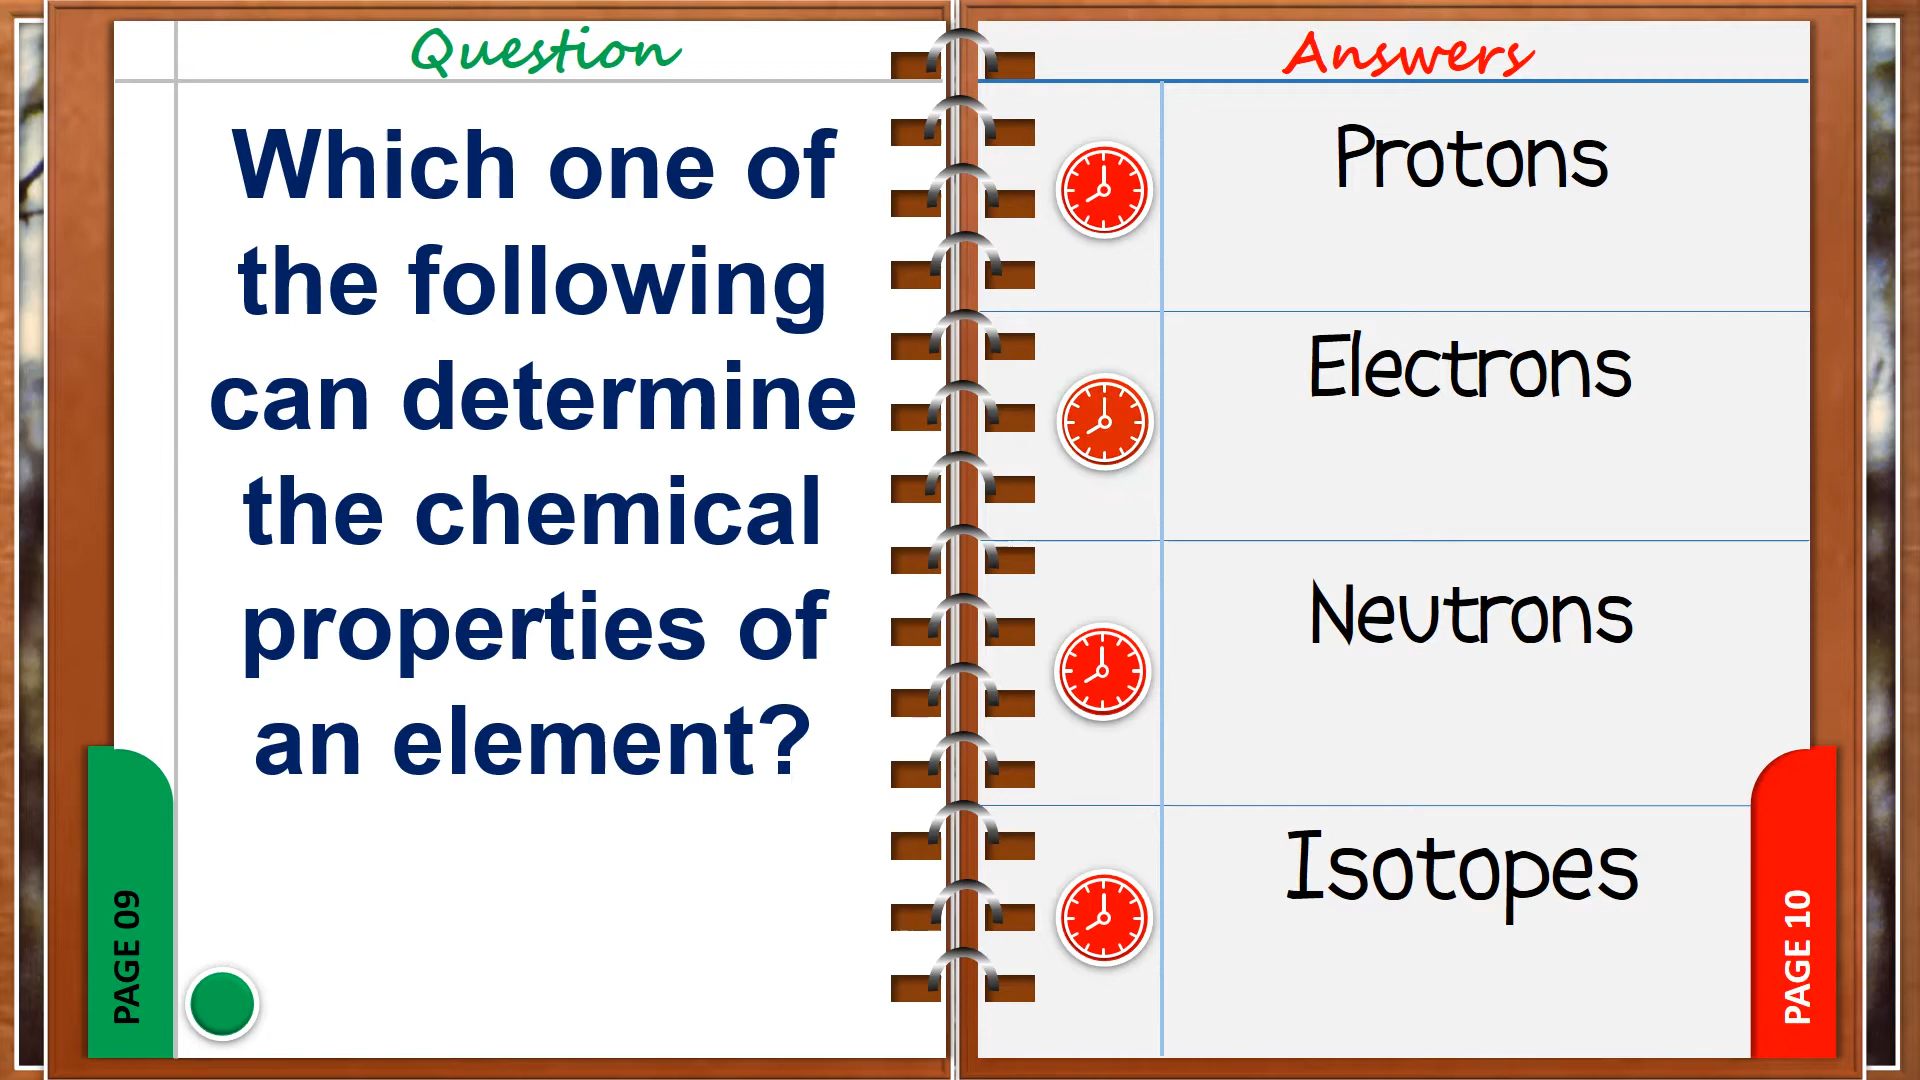 Question
Which one of
the following
can determine
the chemical
properties of
an element?
PAGE 09
Answers
Protons
Electrons
Neutrons
Isotopes
PAGE 10